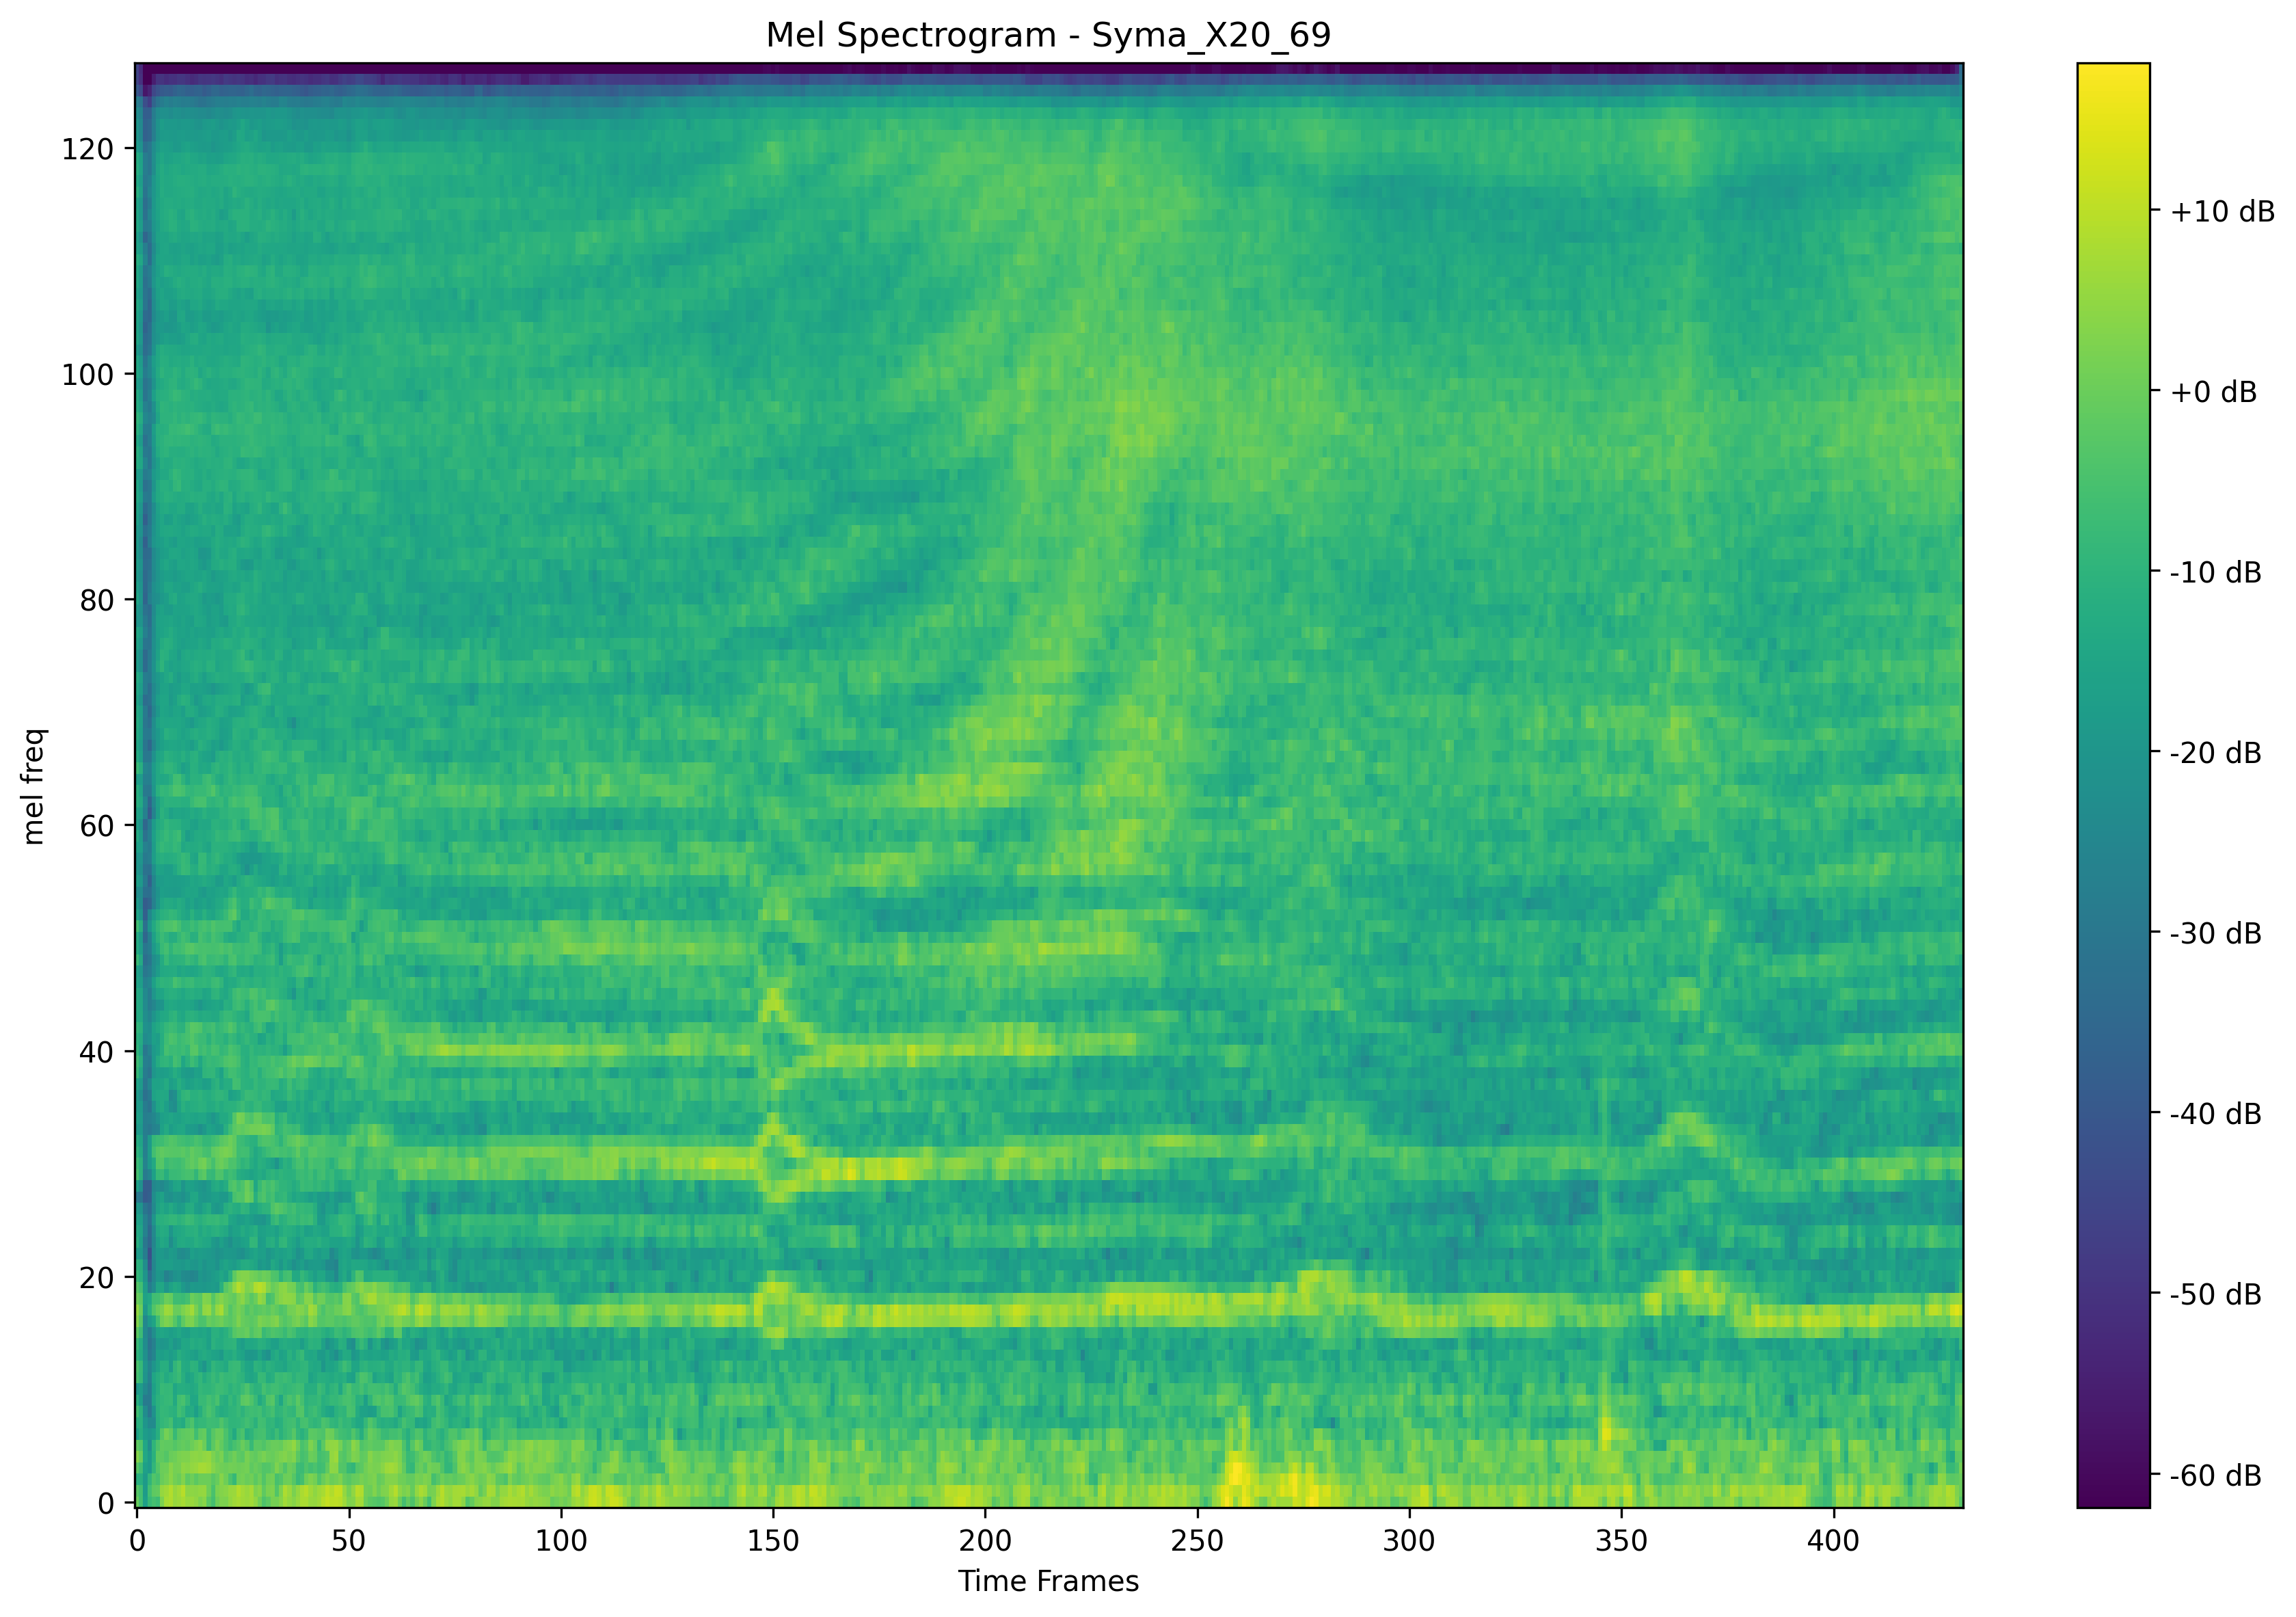 Mel Spectrogram - Syma_X20_69
mel freq
120
100
80
60
40
20
0
0 50 100 150 200 250 300 350 400
Time Frames
+10 dB
+0 dB
-10 dB
-20 dB
-30 dB
-40 dB
-50 dB
-60 dB